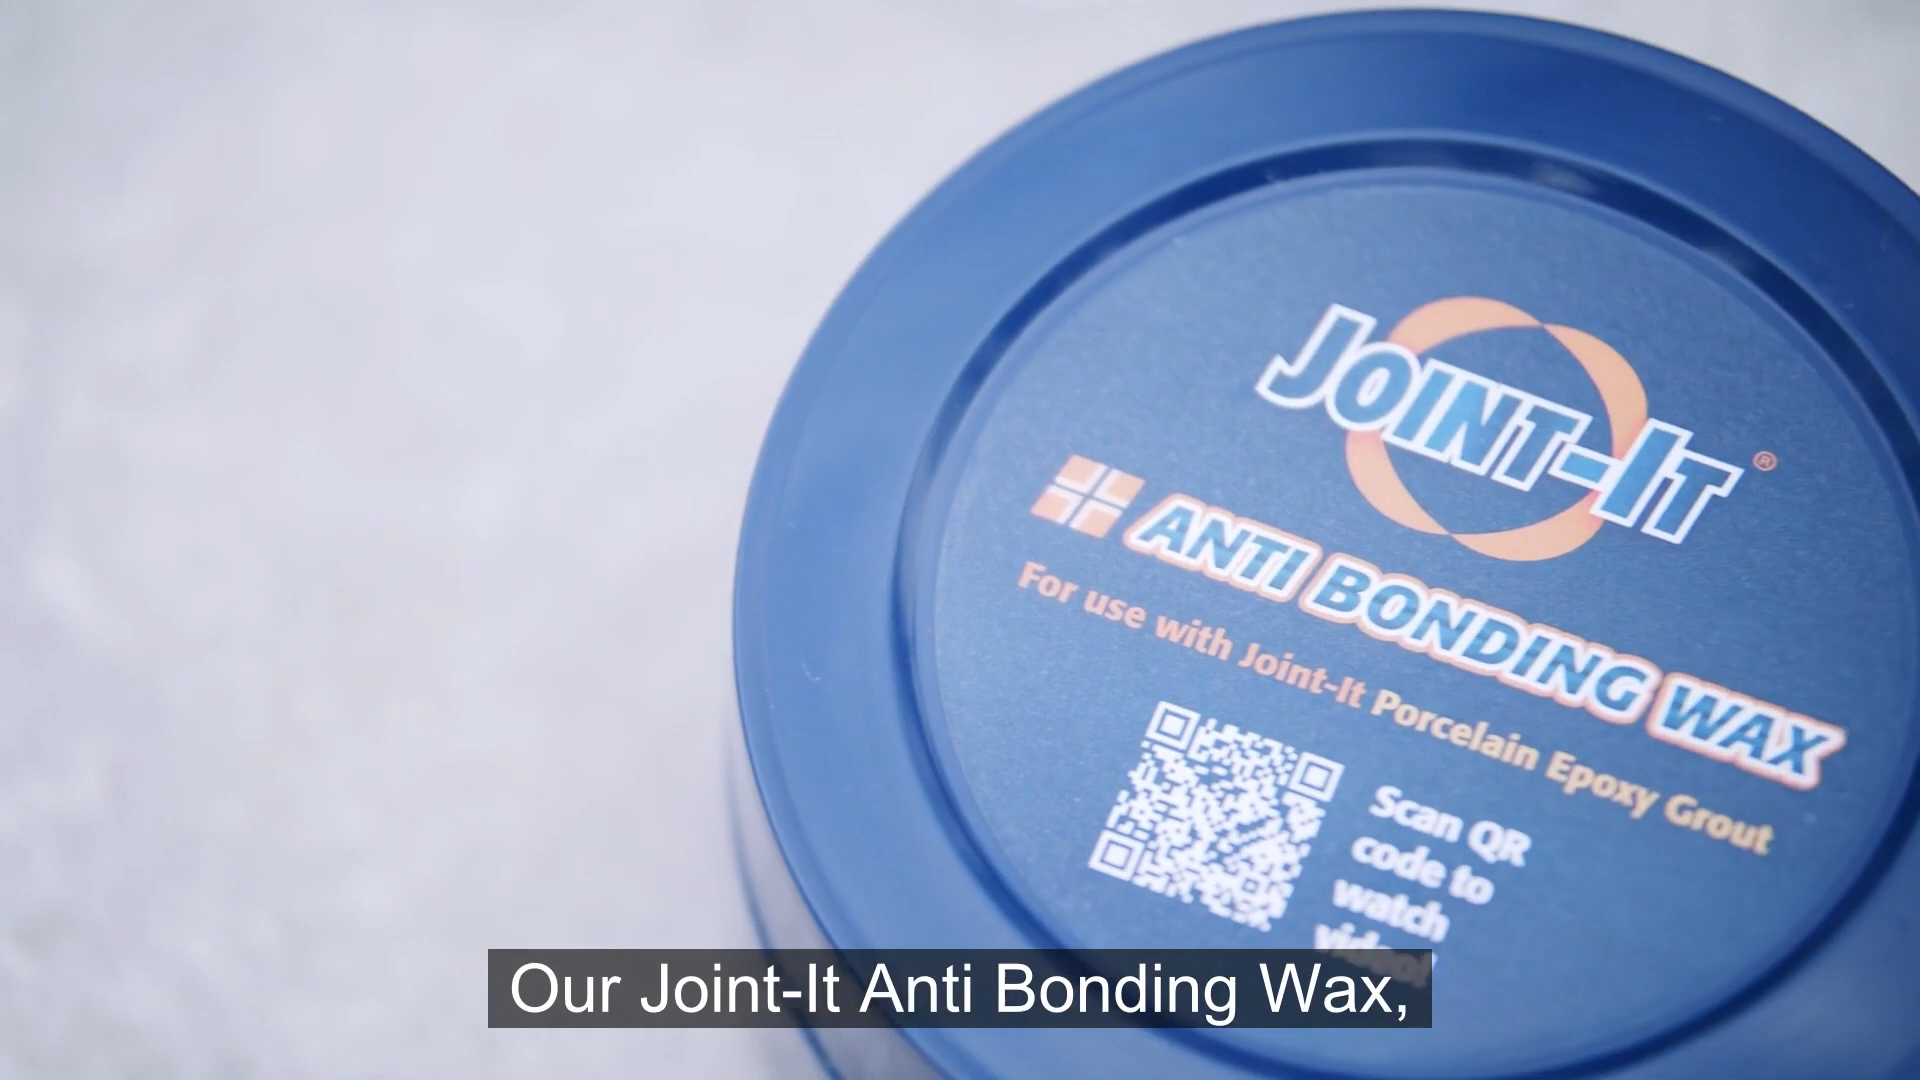 JOINT-IT®
ANTI BONDING WAX
For use with Joint-It Porcelain Epoxy Grout
Scan QR
code to
watch
video!
Our Joint-It Anti Bonding Wax,